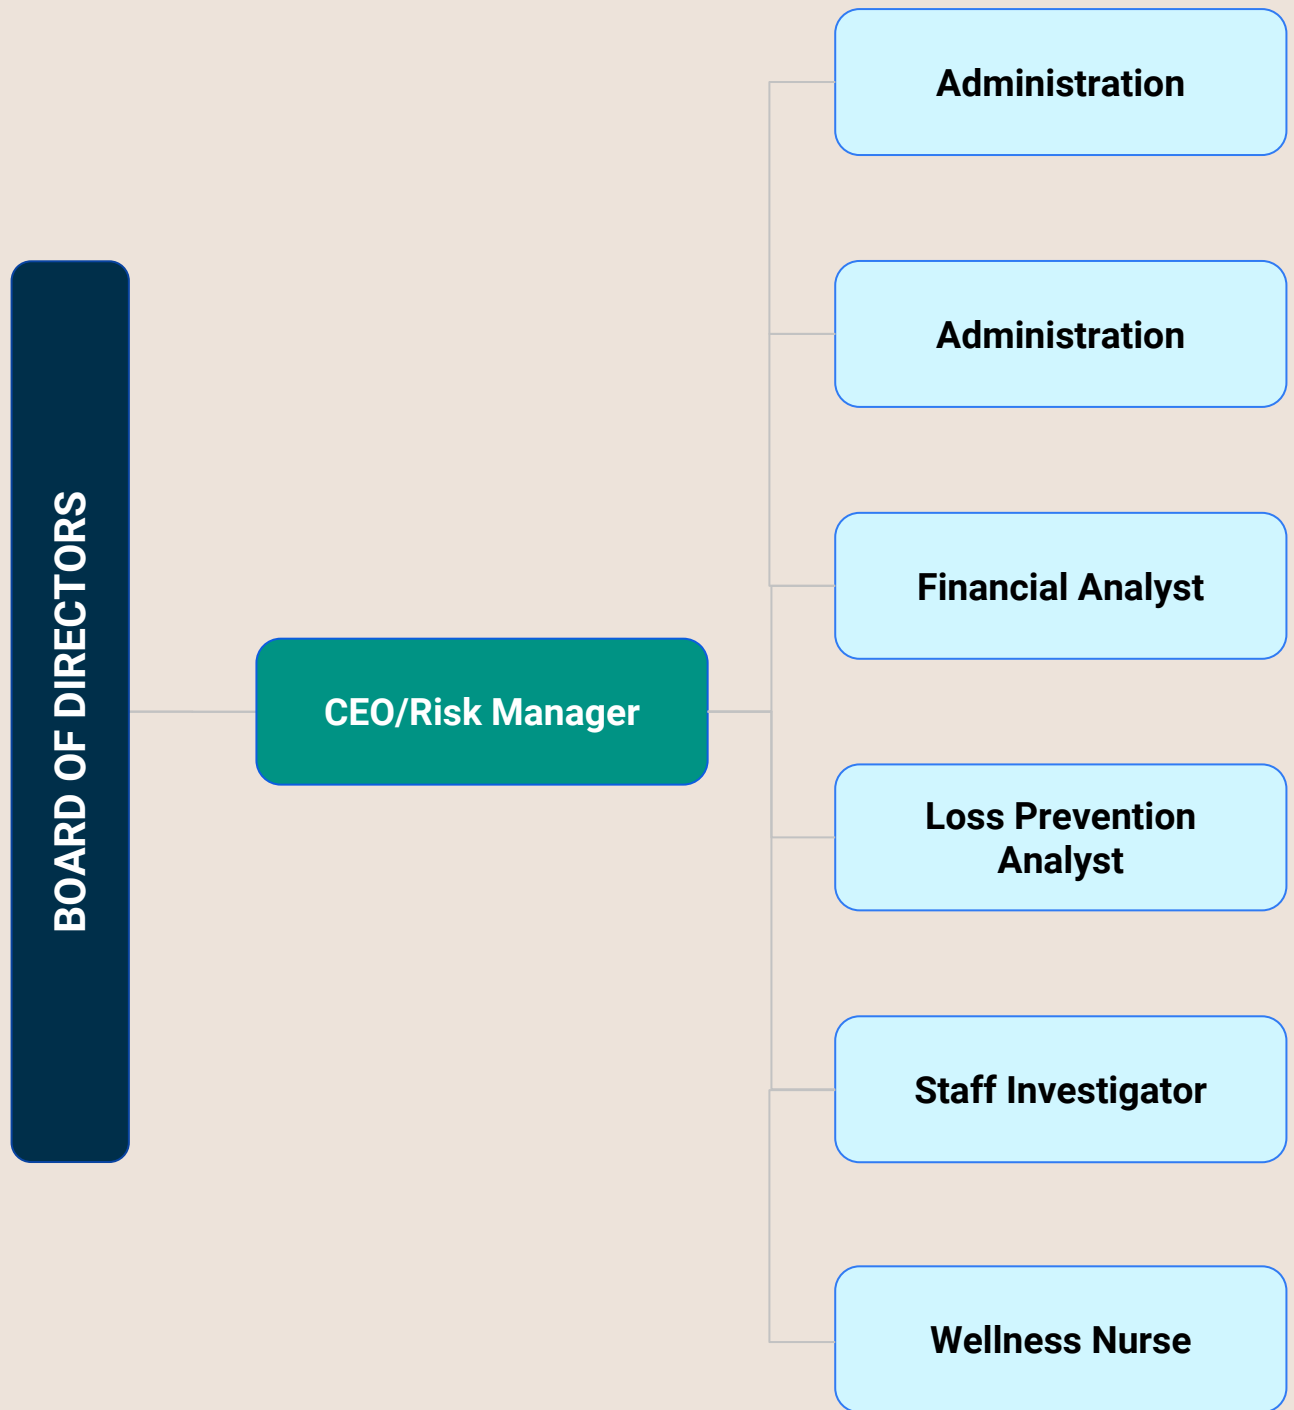 BOARD OF DIRECTORS
CEO/Risk Manager
Administration
Administration
Financial Analyst
Loss Prevention
Analyst
Staff Investigator
Wellness Nurse